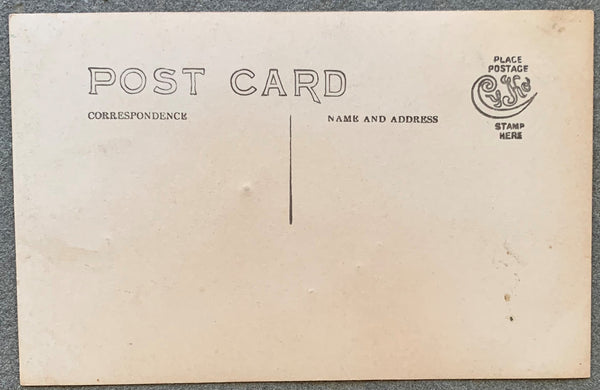 POST CARD
CORRESPONDENCE
NAME AND ADDRESS
PLACE
POSTAGE
STAMP
HERE